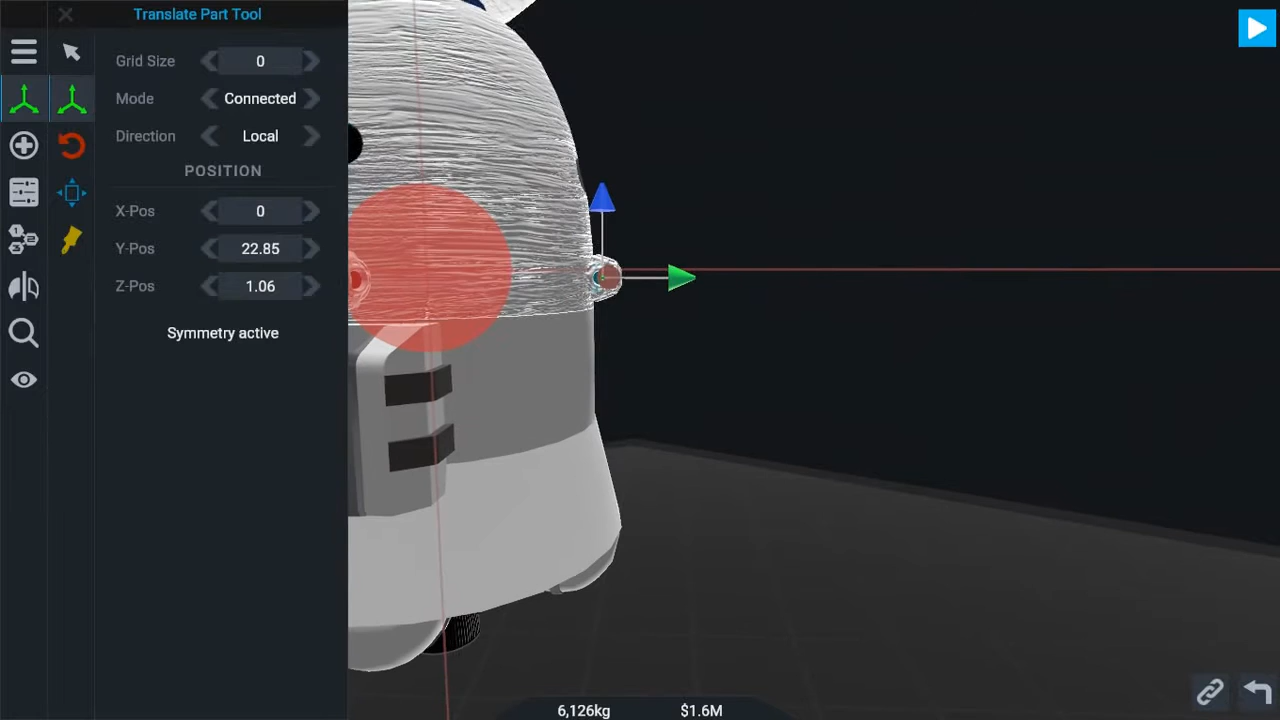 Translate Part Tool
Grid Size 0
Mode Connected
Direction Local
POSITION
X-Pos 0
Y-Pos 22.85
Z-Pos 1.06
Symmetry active
6,126kg $1.6M